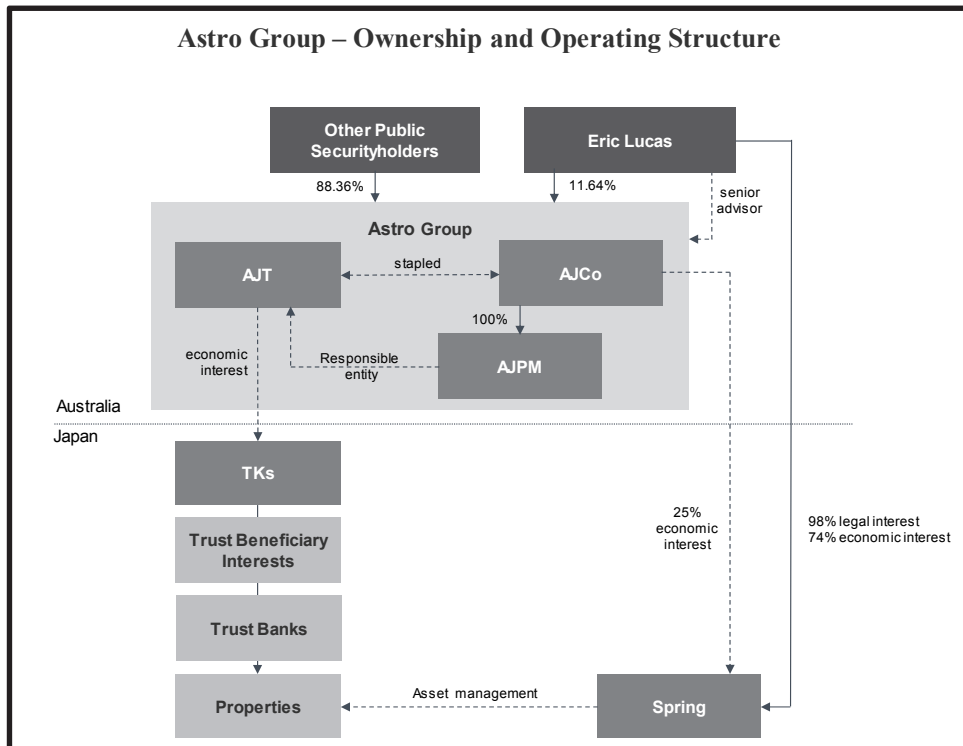 Astro Group – Ownership and Operating Structure
Other Public
Securityholders
Eric Lucas
88.36%
11.64%
senior
advisor
Astro Group
AJT
stapled
AJCo
100%
economic
interest
Responsible
entity
AJPM
Australia
Japan
TKs
25%
economic
interest
98% legal interest
74% economic interest
Trust Beneficiary
Interests
Trust Banks
Properties
Asset management
Spring